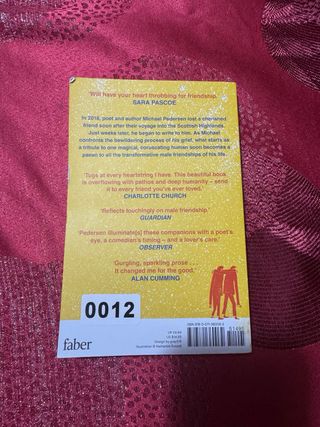 'Will have your heart throbbing for friendship.'
SARA PASCOE
In 2018, poet and author Michael Pedersen lost a cherished
friend soon after their voyage into the Scottish Highlands.
Just weeks later, he began to write to him. As Michael
confronts the bewildering process of his grief, what starts as
a tribute to one magical, coruscating human soon becomes a
paean to all the transformative male friendships of his life.
'Tugs at every heartstring I have. This beautiful book
is overflowing with pathos and deep humanity – send
it to every friend you've ever loved.'
CHARLOTTE CHURCH
'Reflects touchingly on male friendship.'
GUARDIAN
'Pedersen illuminate[s] these companions with a poet's
eye, a comedian's timing – and a lover's care.'
OBSERVER
'Gurgling, sparkling prose . . .
It changed me for the good.'
ALAN CUMMING
0012
faber